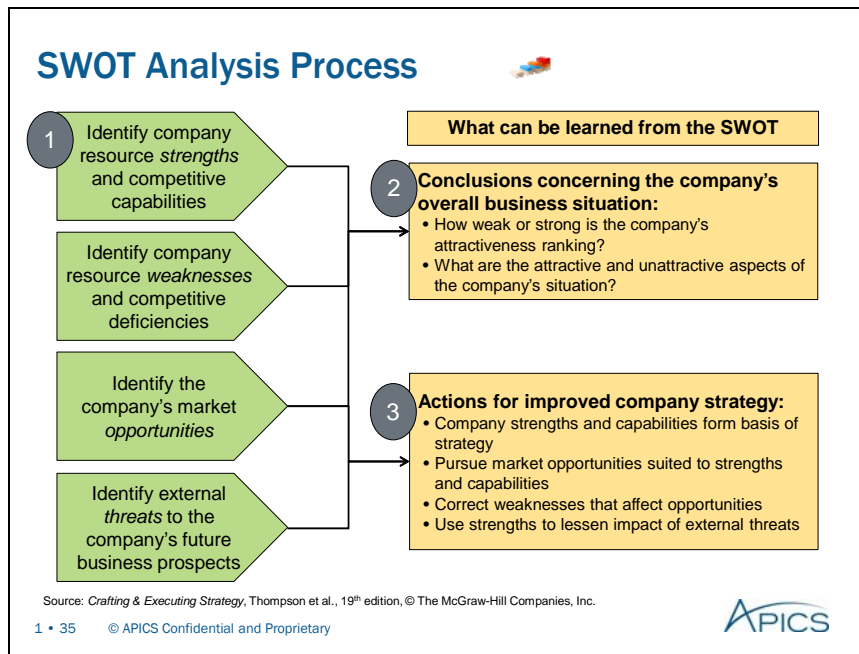 SWOT Analysis Process
1
Identify company
resource strengths
and competitive
capabilities
Identify company
resource weaknesses
and competitive
deficiencies
Identify the
company's market
opportunities
Identify external
threats to the
company's future
business prospects
What can be learned from the SWOT
2
Conclusions concerning the company's
overall business situation:
• How weak or strong is the company's
attractiveness ranking?
• What are the attractive and unattractive aspects of
the company's situation?
3
Actions for improved company strategy:
• Company strengths and capabilities form basis of
strategy
• Pursue market opportunities suited to strengths
and capabilities
• Correct weaknesses that affect opportunities
• Use strengths to lessen impact of external threats
Source: Crafting & Executing Strategy, Thompson et al., 19th edition, © The McGraw-Hill Companies, Inc.
1 • 35 © APICS Confidential and Proprietary
APICS